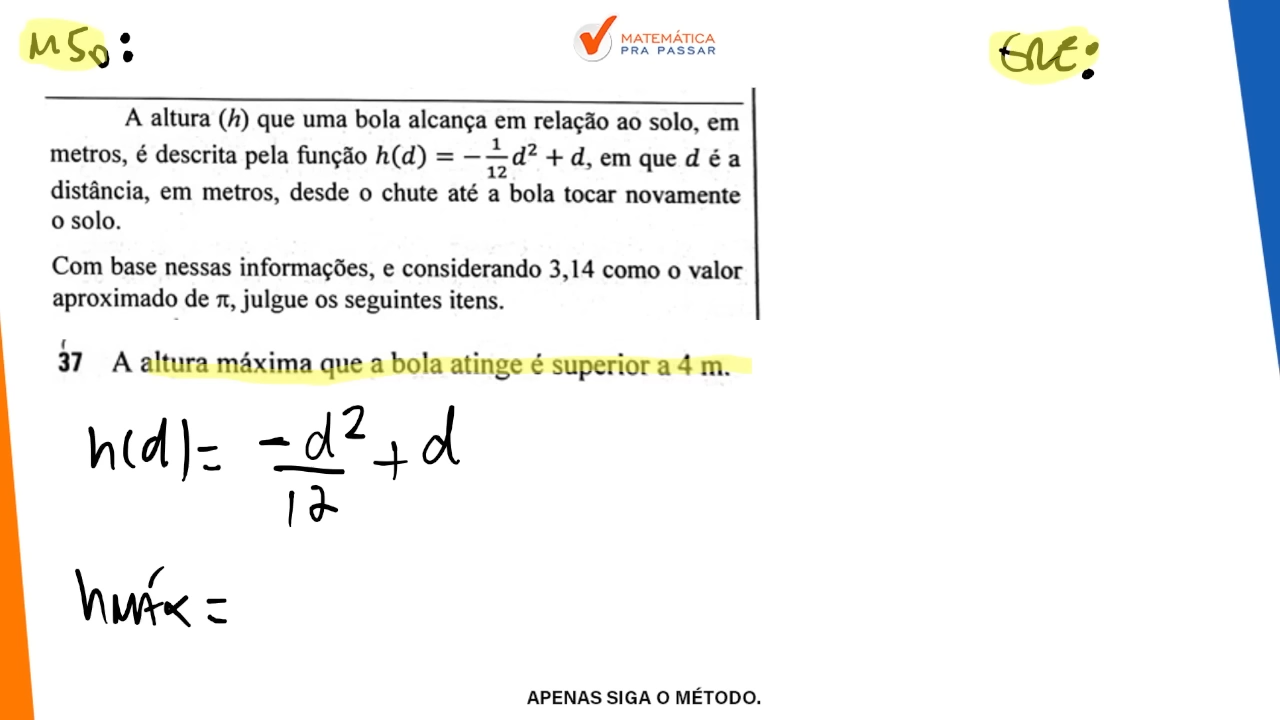 MSD:
MATEMÁTICA
PRA PASSAR
GRE:
A altura (h) que uma bola alcança em relação ao solo, em
metros, é descrita pela função h(d) = −1/12 d² + d, em que d é a
distância, em metros, desde o chute até a bola tocar novamente
o solo.
Com base nessas informações, e considerando 3,14 como o valor
aproximado de π, julgue os seguintes itens.
37 A altura máxima que a bola atinge é superior a 4 m.
h(d) = -d²/12 + d
hMÁX =
APENAS SIGA O MÉTODO.